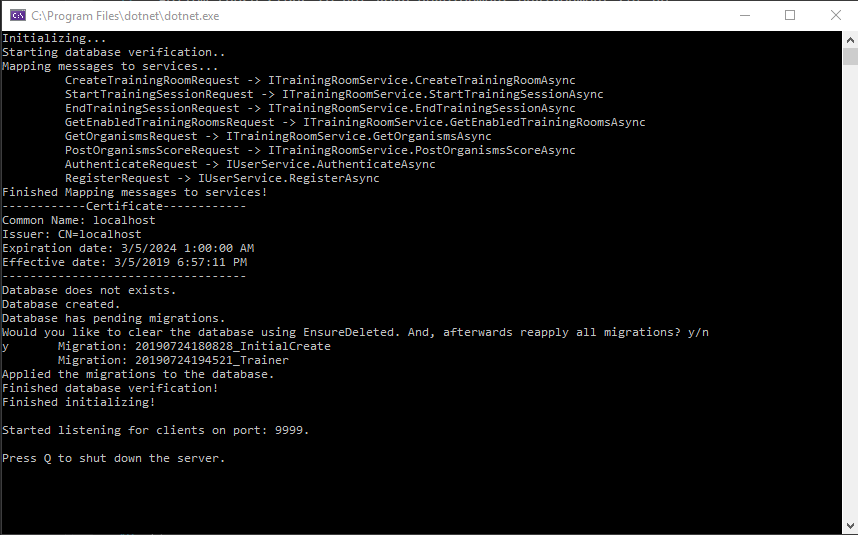 C:\Program Files\dotnet\dotnet.exe
Initializing...
Starting database verification..
Mapping messages to services...
CreateTrainingRoomRequest -> ITrainingRoomService.CreateTrainingRoomAsync
StartTrainingSessionRequest -> ITrainingRoomService.StartTrainingSessionAsync
EndTrainingSessionRequest -> ITrainingRoomService.EndTrainingSessionAsync
GetEnabledTrainingRoomsRequest -> ITrainingRoomService.GetEnabledTrainingRoomsAsync
GetOrganismsRequest -> ITrainingRoomService.GetOrganismsAsync
PostOrganismsScoreRequest -> ITrainingRoomService.PostOrganismsScoreAsync
AuthenticateRequest -> IUserService.AuthenticateAsync
RegisterRequest -> IUserService.RegisterAsync
Finished Mapping messages to services!
------------Certificate------------
Common Name: localhost
Issuer: CN=localhost
Expiration date: 3/5/2024 1:00:00 AM
Effective date: 3/5/2019 6:57:11 PM
-----------------------------------
Database does not exists.
Database created.
Database has pending migrations.
Would you like to clear the database using EnsureDeleted. And, afterwards reapply all migrations? y/n
y       Migration: 20190724180828_InitialCreate
Migration: 20190724194521_Trainer
Applied the migrations to the database.
Finished database verification!
Finished initializing!
Started listening for clients on port: 9999.
Press Q to shut down the server.